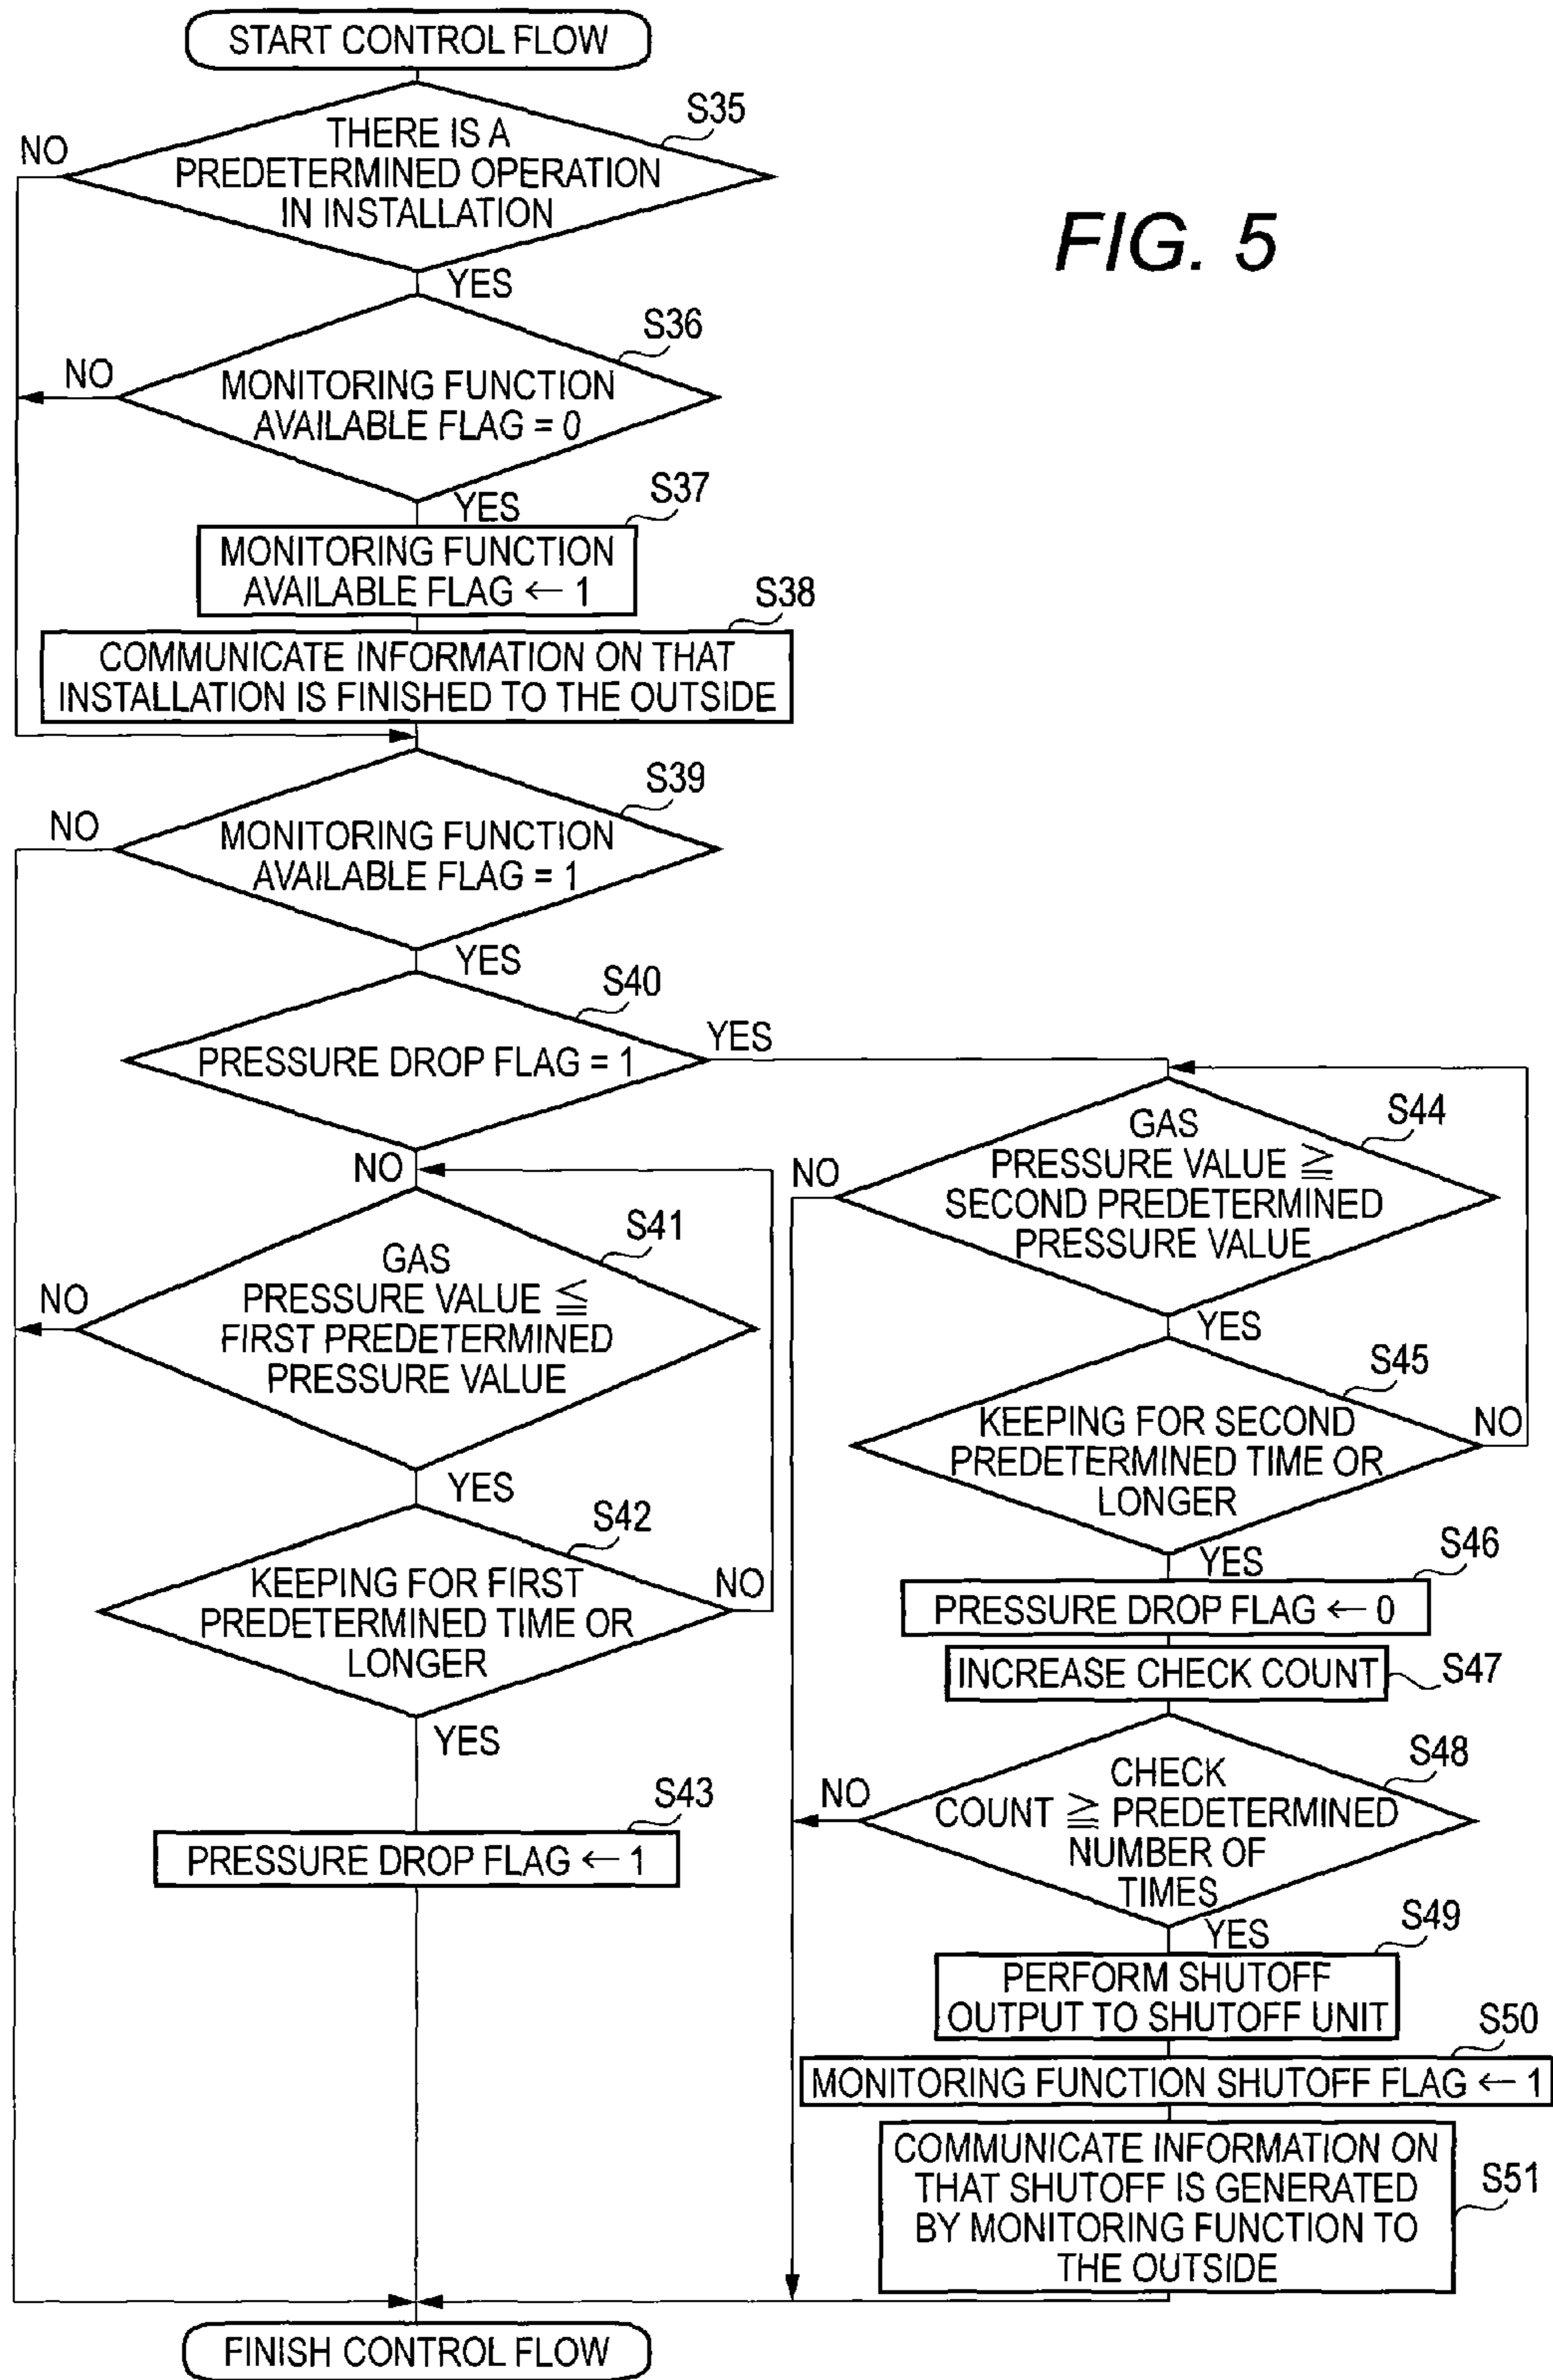 START CONTROL FLOW
S35
THERE IS A
PREDETERMINED OPERATION
IN INSTALLATION
NO
YES
FIG. 5
S36
MONITORING FUNCTION
AVAILABLE FLAG = 0
NO
YES
S37
MONITORING FUNCTION
AVAILABLE FLAG ← 1
S38
COMMUNICATE INFORMATION ON THAT
INSTALLATION IS FINISHED TO THE OUTSIDE
S39
MONITORING FUNCTION
AVAILABLE FLAG = 1
NO
YES
S40
PRESSURE DROP FLAG = 1
YES
NO
S41
GAS
PRESSURE VALUE ≦
FIRST PREDETERMINED
PRESSURE VALUE
NO
YES
S42
KEEPING FOR FIRST
PREDETERMINED TIME OR
LONGER
NO
YES
S43
PRESSURE DROP FLAG ← 1
S44
GAS
PRESSURE VALUE ≧
SECOND PREDETERMINED
PRESSURE VALUE
NO
YES
S45
KEEPING FOR SECOND
PREDETERMINED TIME OR
LONGER
NO
YES
S46
PRESSURE DROP FLAG ← 0
INCREASE CHECK COUNT
S47
S48
CHECK
COUNT ≧ PREDETERMINED
NUMBER OF
TIMES
NO
YES
S49
PERFORM SHUTOFF
OUTPUT TO SHUTOFF UNIT
S50
MONITORING FUNCTION SHUTOFF FLAG ← 1
COMMUNICATE INFORMATION ON
THAT SHUTOFF IS GENERATED
BY MONITORING FUNCTION TO
THE OUTSIDE
S51
FINISH CONTROL FLOW